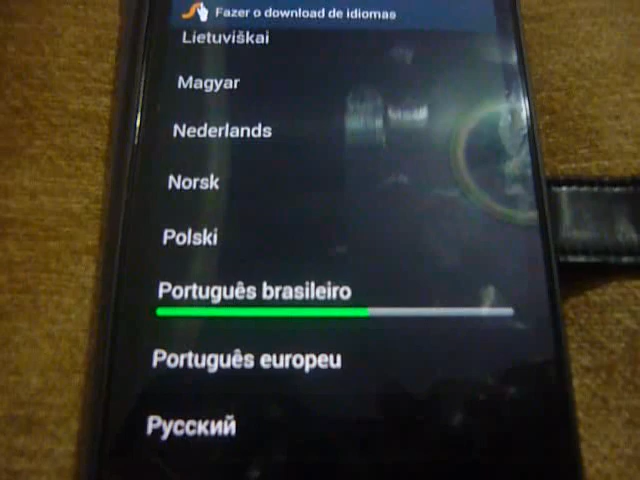 Fazer o download de idiomas
Lietuviškai
Magyar
Nederlands
Norsk
Polski
Português brasileiro
Português europeu
Русский